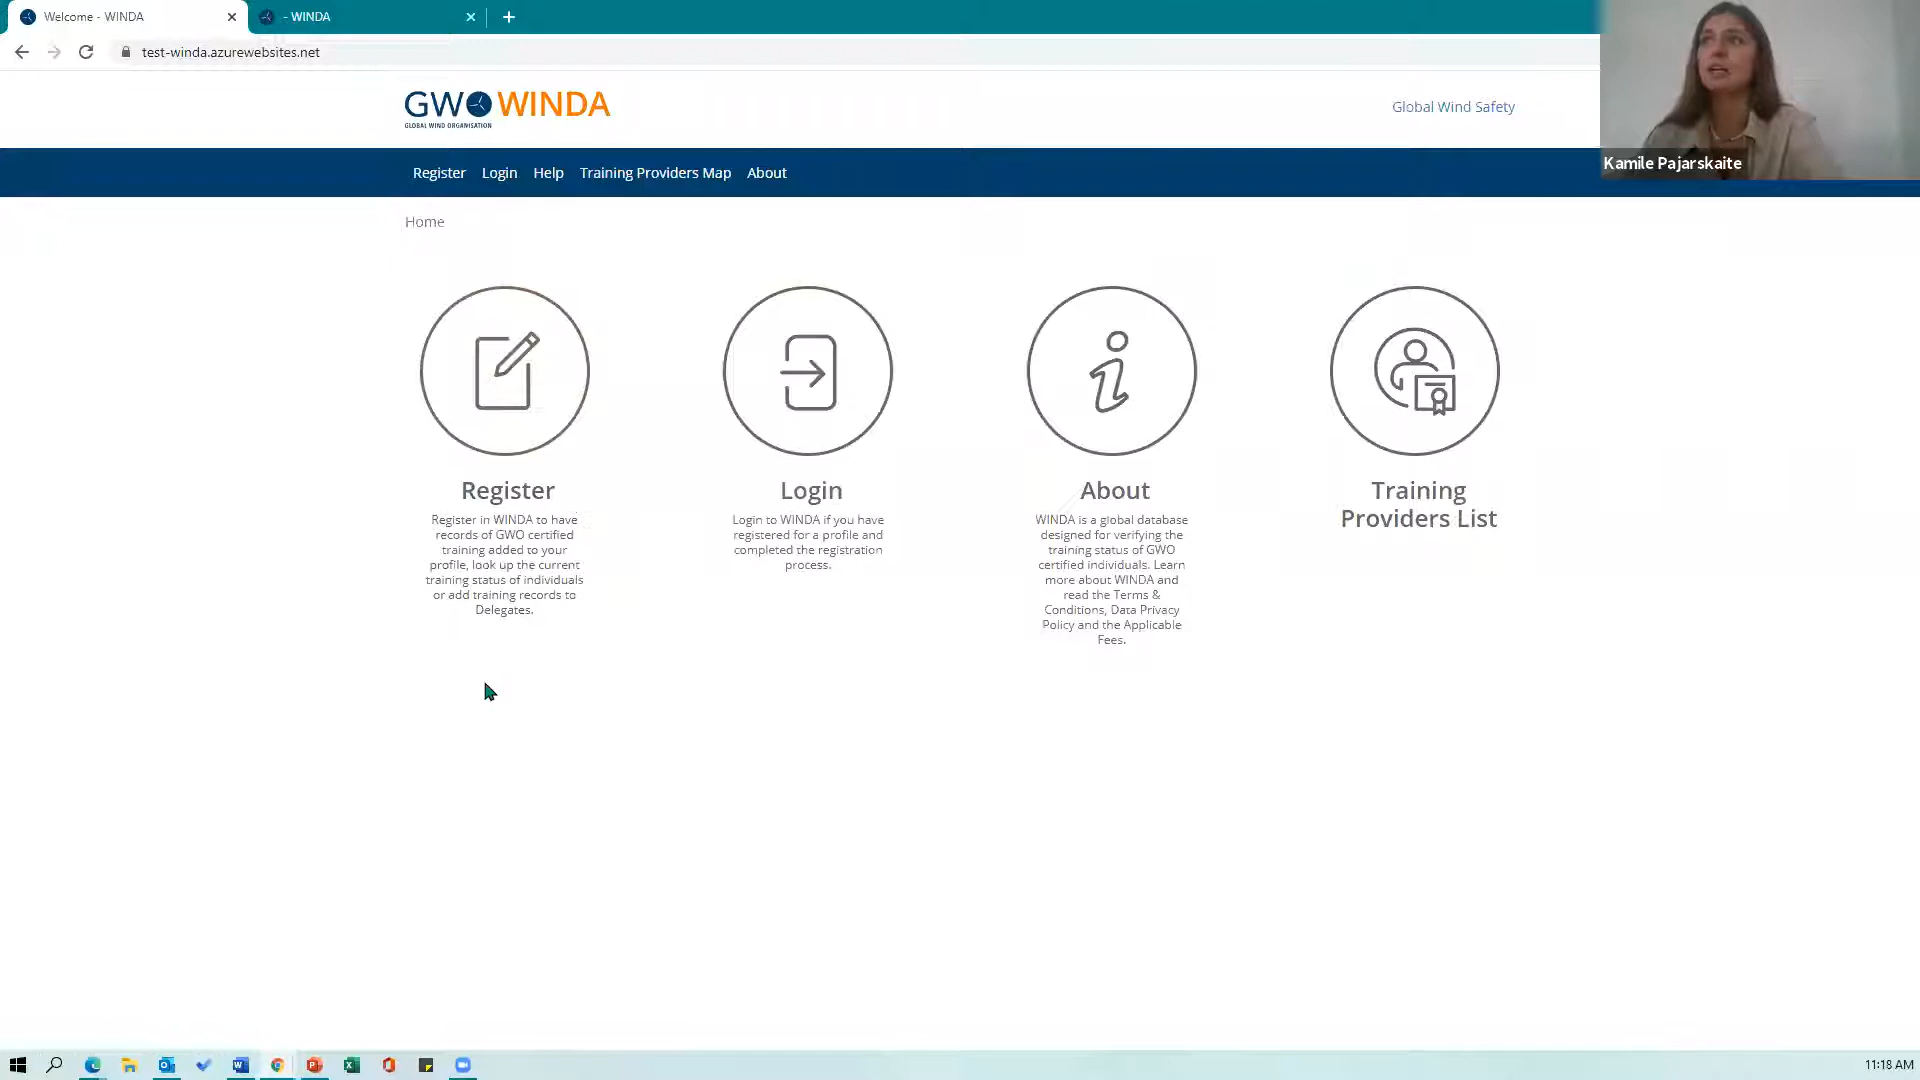 Welcome - WINDA
- WINDA
test-winda.azurewebsites.net
GWO WINDA
GLOBAL WIND ORGANISATION
Global Wind Safety
Kamile Pajarskaite
Register Login Help Training Providers Map About
Home
Register
Register in WINDA to have
records of GWO certified
training added to your
profile, look up the current
training status of individuals
or add training records to
Delegates.
Login
Login to WINDA if you have
registered for a profile and
completed the registration
process.
About
WINDA is a global database
designed for verifying the
training status of GWO
certified individuals. Learn
more about WINDA and
read the Terms &
Conditions, Data Privacy
Policy and the Applicable
Fees.
Training
Providers List
11:18 AM